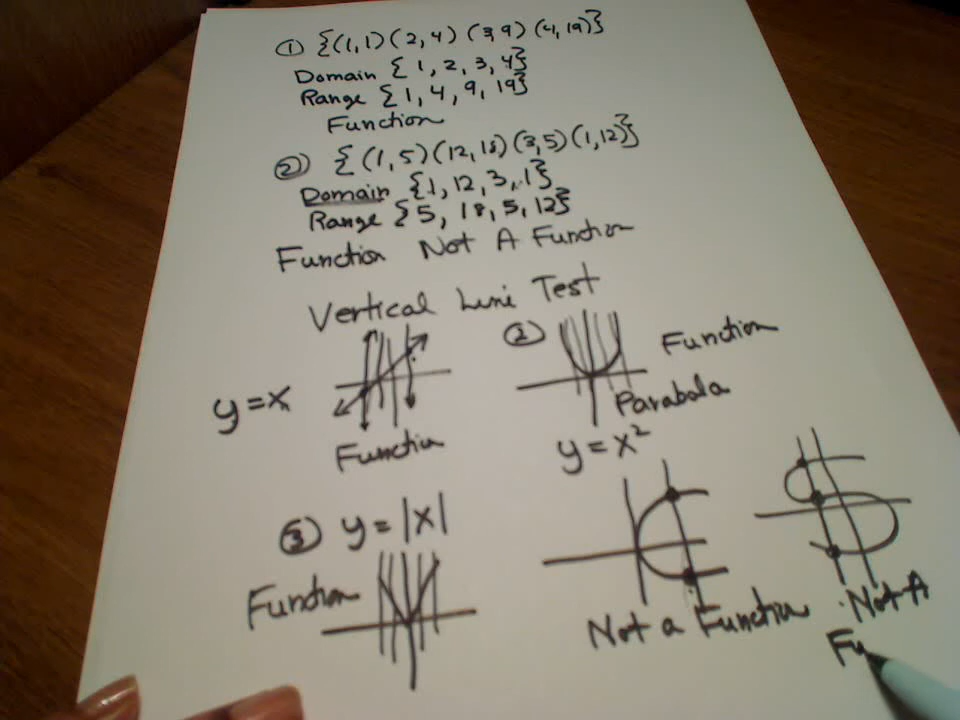 ① {(1,1)(2,4)(3,9)(4,19)}
Domain {1, 2, 3, 4}
Range {1, 4, 9, 19}
Function
② {(1,5)(12,18)(3,5)(1,12)}
Domain {1, 12, 3, 1}
Range {5, 18, 5, 12}
Function Not A Function
Vertical Line Test
y=x
Function
② Function
Parabola
y=x²
③ y=|x|
Function
Not a Function
Not A
Fu